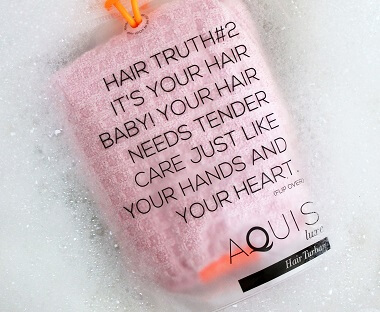 HAIR TRUTH#2
IT'S YOUR HAIR
BABY! YOUR HAIR
NEEDS TENDER
CARE JUST LIKE
YOUR HANDS AND
YOUR HEART.
(FLIP OVER)
AQUIS
luxe
Hair Turban